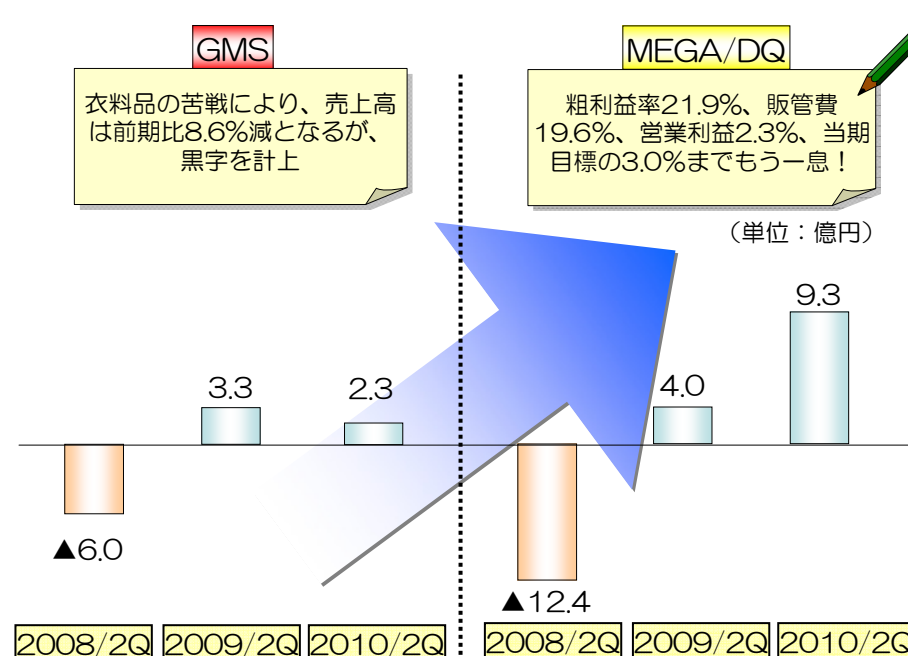 GMS
衣料品の苦戦により、売上高
は前期比8.6%減となるが、
黒字を計上
MEGA/DQ
粗利益率21.9%、販管費
19.6%、営業利益2.3%、当期
目標の3.0%までもう一息！
（単位：億円）
3.3
2.3
▲6.0
2008/2Q
2009/2Q
2010/2Q
9.3
4.0
▲12.4
2008/2Q
2009/2Q
2010/2Q